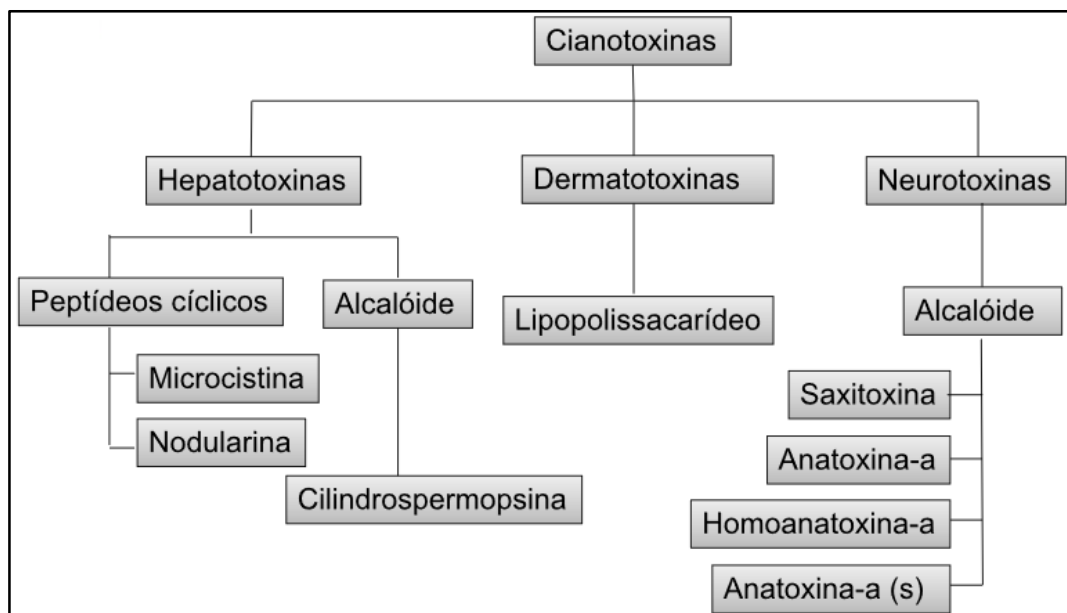 Cianotoxinas
Hepatotoxinas
Dermatotoxinas
Neurotoxinas
Peptídeos cíclicos
Alcalóide
Lipopolissacarídeo
Alcalóide
Microcistina
Nodularina
Cilindrospermopsina
Saxitoxina
Anatoxina-a
Homoanatoxina-a
Anatoxina-a (s)